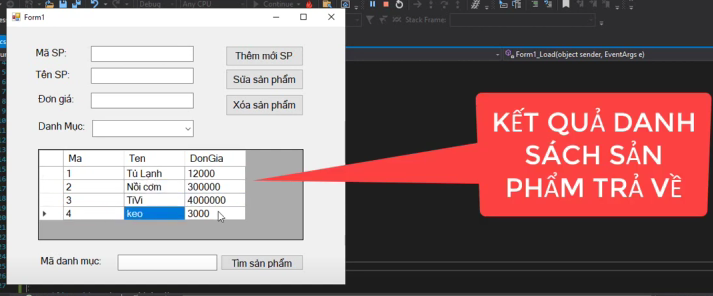 Debug
Any CPU
Continue
Form1
Stack Frame:
Form1_Load(object sender, EventArgs e)
Mã SP:
Thêm mới SP
Tên SP:
Sửa sản phẩm
Đơn giá:
Xóa sản phẩm
Danh Mục:
Ma Ten DonGia
1 Tủ Lạnh 12000
2 Nồi cơm 300000
3 TiVi 4000000
4 kẹo 3000
Mã danh mục:
Tìm sản phẩm
KẾT QUẢ DANH
SÁCH SẢN
PHẨM TRẢ VỀ